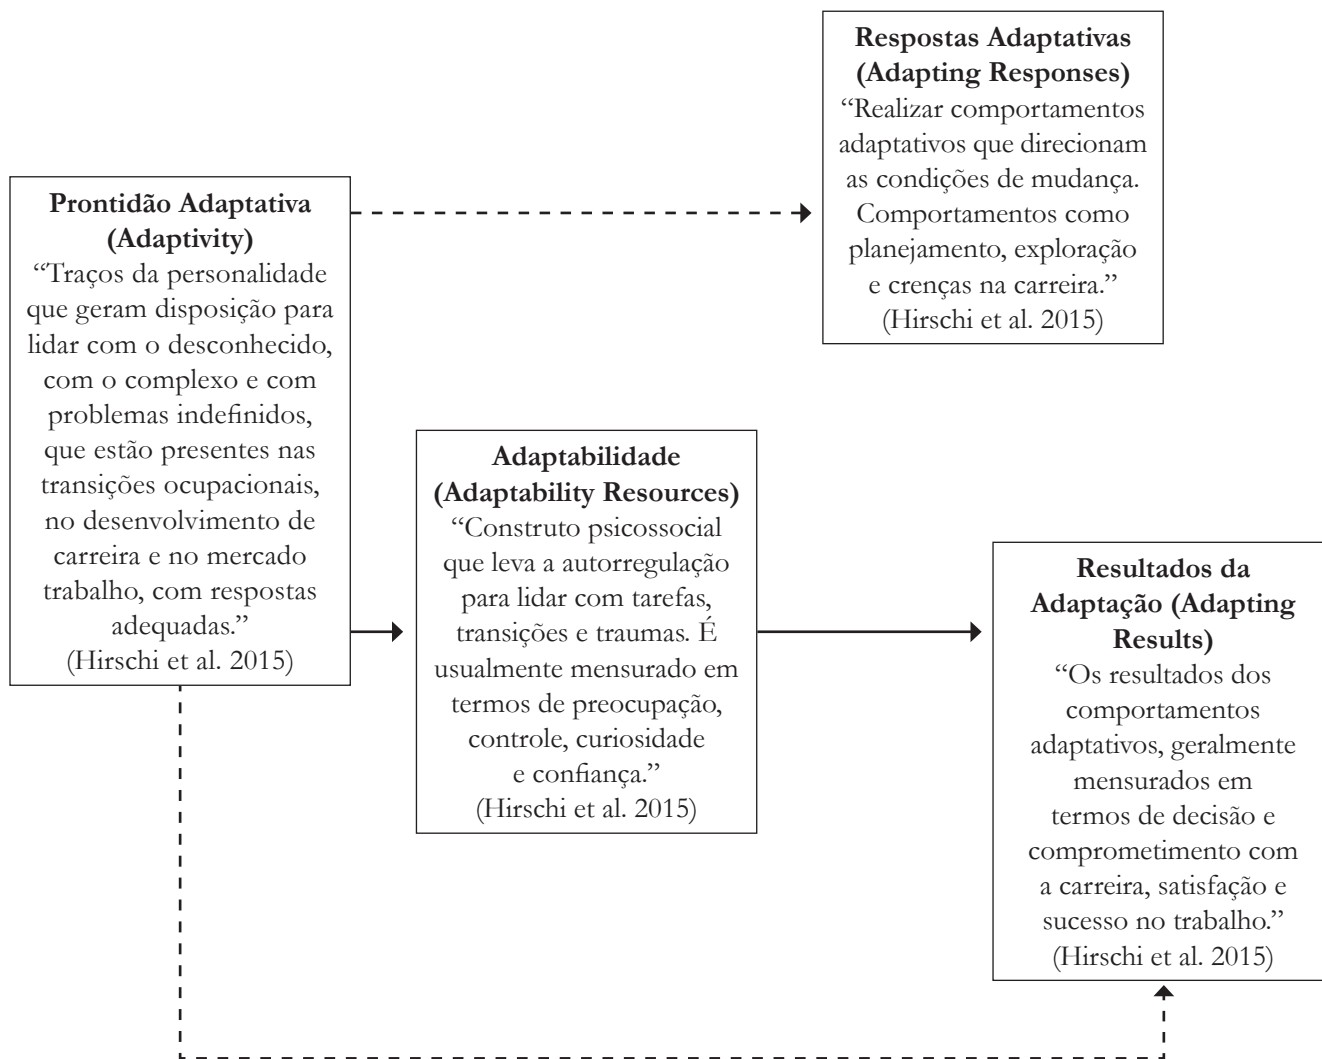 Respostas Adaptativas
(Adapting Responses)
“Realizar comportamentos
adaptativos que direcionam
as condições de mudança.
Comportamentos como
planejamento, exploração
e crenças na carreira.”
(Hirschi et al. 2015)
Prontidão Adaptativa
(Adaptivity)
“Traços da personalidade
que geram disposição para
lidar com o desconhecido,
com o complexo e com
problemas indefinidos,
que estão presentes nas
transições ocupacionais,
no desenvolvimento de
carreira e no mercado
trabalho, com respostas
adequadas.”
(Hirschi et al. 2015)
Adaptabilidade
(Adaptability Resources)
“Construto psicossocial
que leva a autorregulação
para lidar com tarefas,
transições e traumas. É
usualmente mensurado em
termos de preocupação,
controle, curiosidade
e confiança.”
(Hirschi et al. 2015)
Resultados da
Adaptação (Adapting
Results)
“Os resultados dos
comportamentos
adaptativos, geralmente
mensurados em
termos de decisão e
comprometimento com
a carreira, satisfação e
sucesso no trabalho.”
(Hirschi et al. 2015)